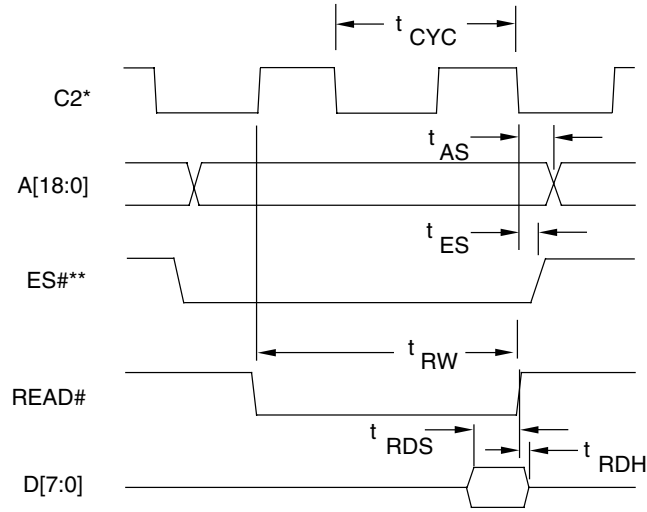 t CYC
C2*
t AS
A[18:0]
t ES
ES#**
t RW
READ#
t RDS
t RDH
D[7:0]